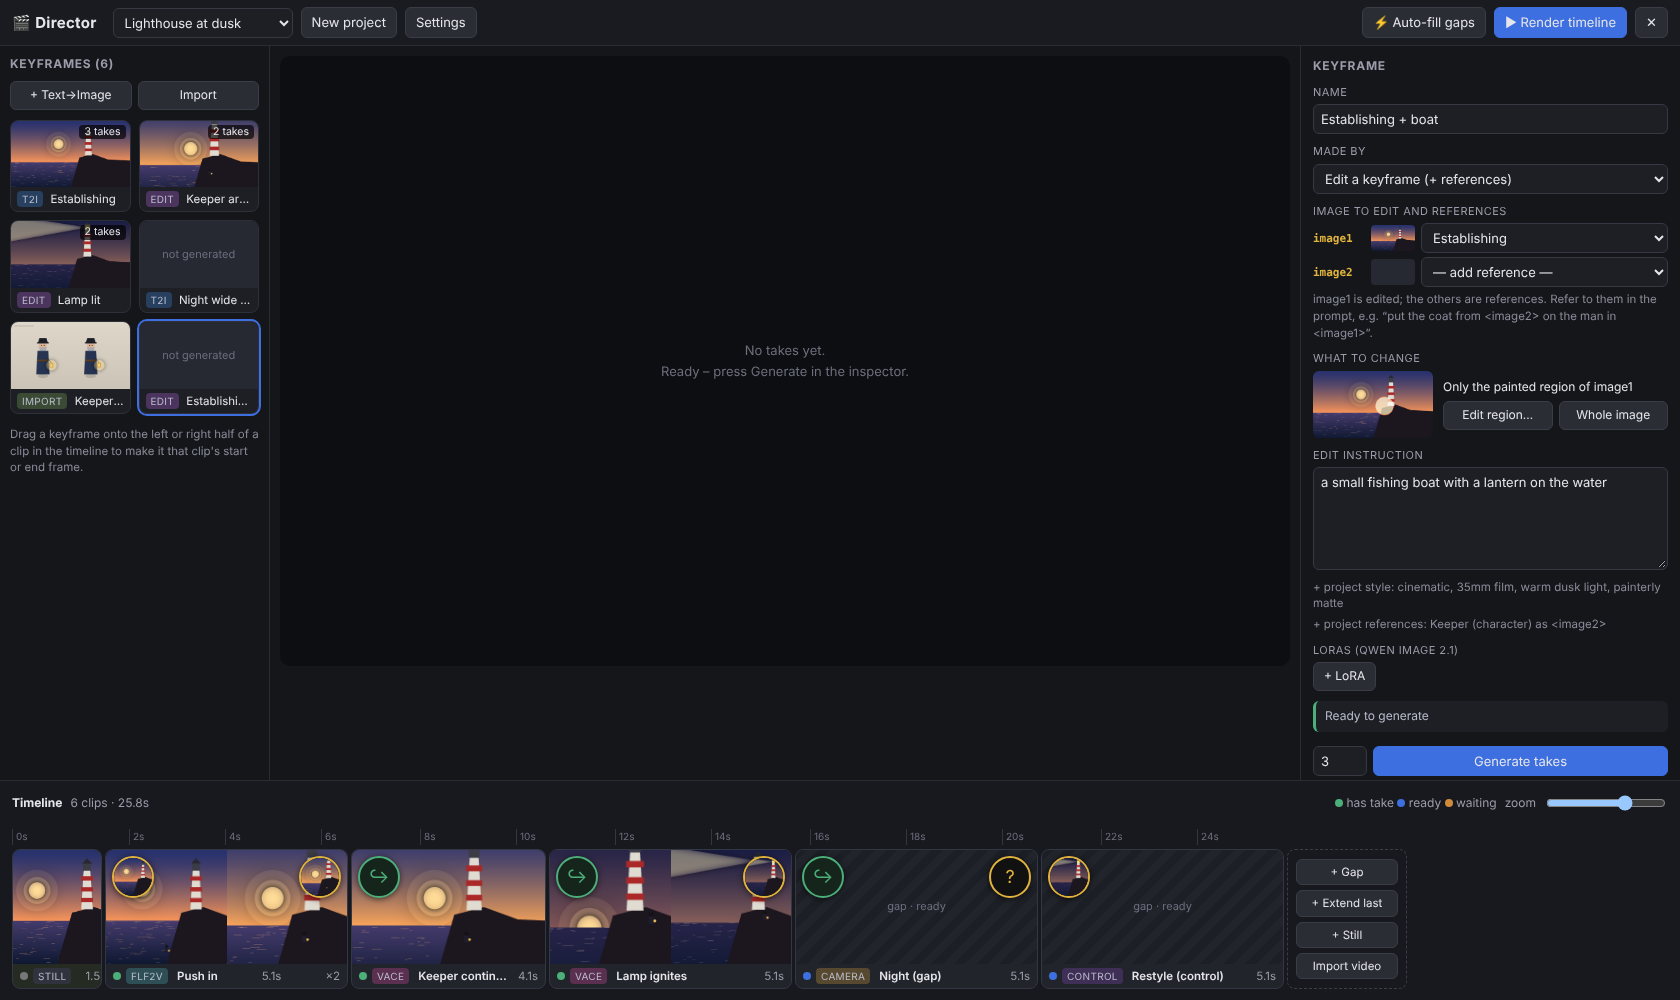 Director
Lighthouse at dusk
New project
Settings
⚡ Auto-fill gaps
▶ Render timeline
✕
KEYFRAMES (6)
+ Text→Image
Import
3 takes
T2I Establishing
2 takes
EDIT Keeper ar...
2 takes
EDIT Lamp lit
not generated
T2I Night wide ...
IMPORT Keeper...
not generated
EDIT Establishi...
Drag a keyframe onto the left or right half of a
clip in the timeline to make it that clip's start
or end frame.
No takes yet.
Ready – press Generate in the inspector.
KEYFRAME
NAME
Establishing + boat
MADE BY
Edit a keyframe (+ references)
IMAGE TO EDIT AND REFERENCES
image1 Establishing
image2 — add reference —
image1 is edited; the others are references. Refer to them in the
prompt, e.g. “put the coat from <image2> on the man in
<image1>”.
WHAT TO CHANGE
Only the painted region of image1
Edit region...
Whole image
EDIT INSTRUCTION
a small fishing boat with a lantern on the water
+ project style: cinematic, 35mm film, warm dusk light, painterly
matte
+ project references: Keeper (character) as <image2>
LORAS (QWEN IMAGE 2.1)
+ LoRA
Ready to generate
3
Generate takes
Timeline 6 clips · 25.8s
has take ready waiting zoom
0s 2s 4s 6s 8s 10s 12s 14s 16s 18s 20s 22s 24s
STILL 1.5
FLF2V Push in 5.1s ×2
VACE Keeper contin... 4.1s
VACE Lamp ignites 5.1s
?
gap · ready
CAMERA Night (gap) 5.1s
gap · ready
CONTROL Restyle (control) 5.1s
+ Gap
+ Extend last
+ Still
Import video